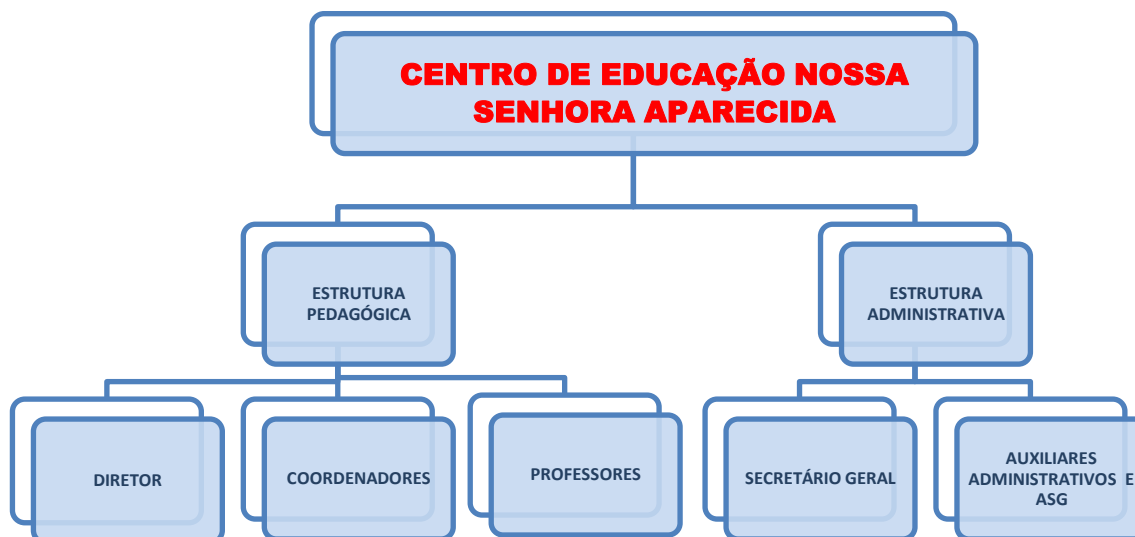 CENTRO DE EDUCAÇÃO NOSSA
SENHORA APARECIDA
ESTRUTURA
PEDAGÓGICA
ESTRUTURA
ADMINISTRATIVA
DIRETOR
COORDENADORES
PROFESSORES
SECRETÁRIO GERAL
AUXILIARES
ADMINISTRATIVOS E
ASG